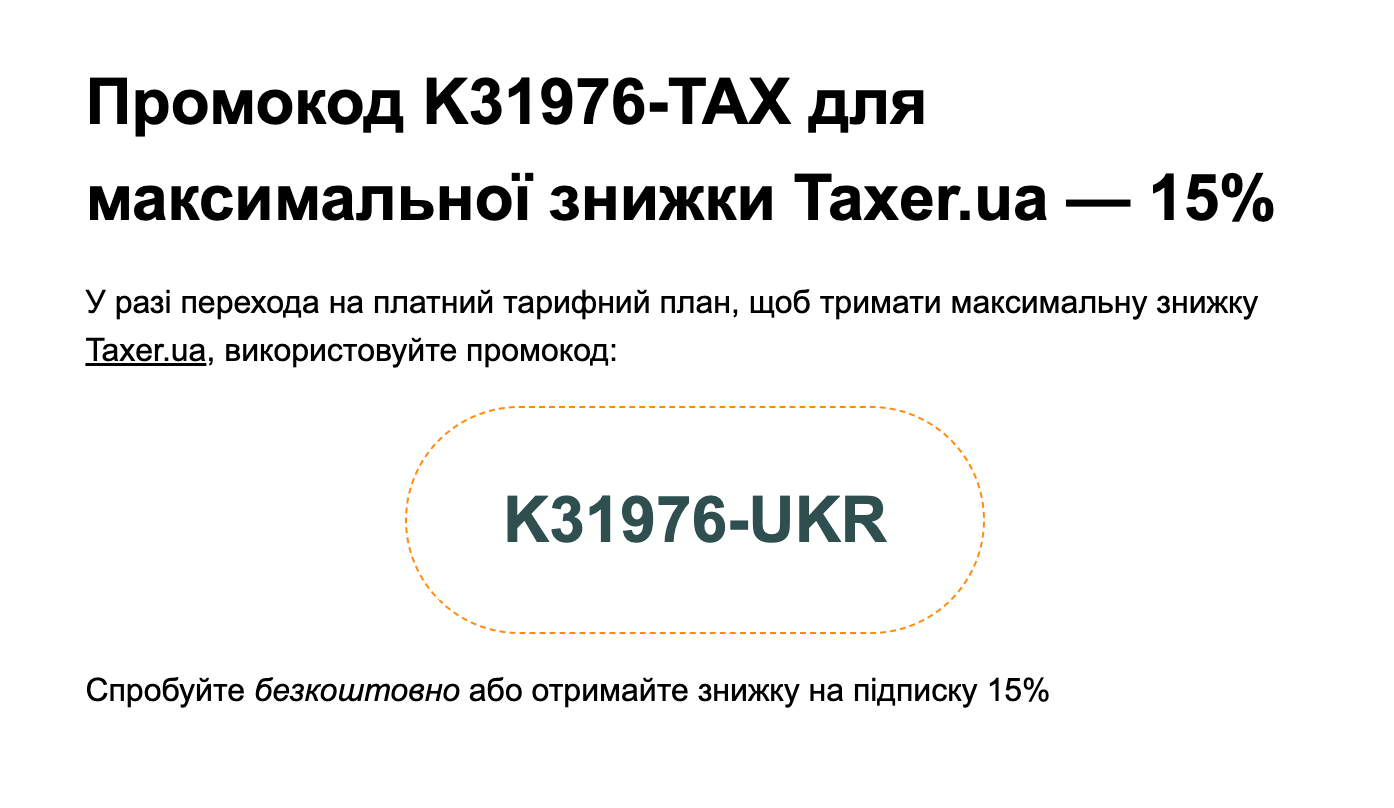 Промокод K31976-TAX для
максимальної знижки Taxer.ua — 15%
У разі перехода на платний тарифний план, щоб тримати максимальну знижку
Taxer.ua, використовуйте промокод:
K31976-UKR
Спробуйте безкоштовно або отримайте знижку на підписку 15%